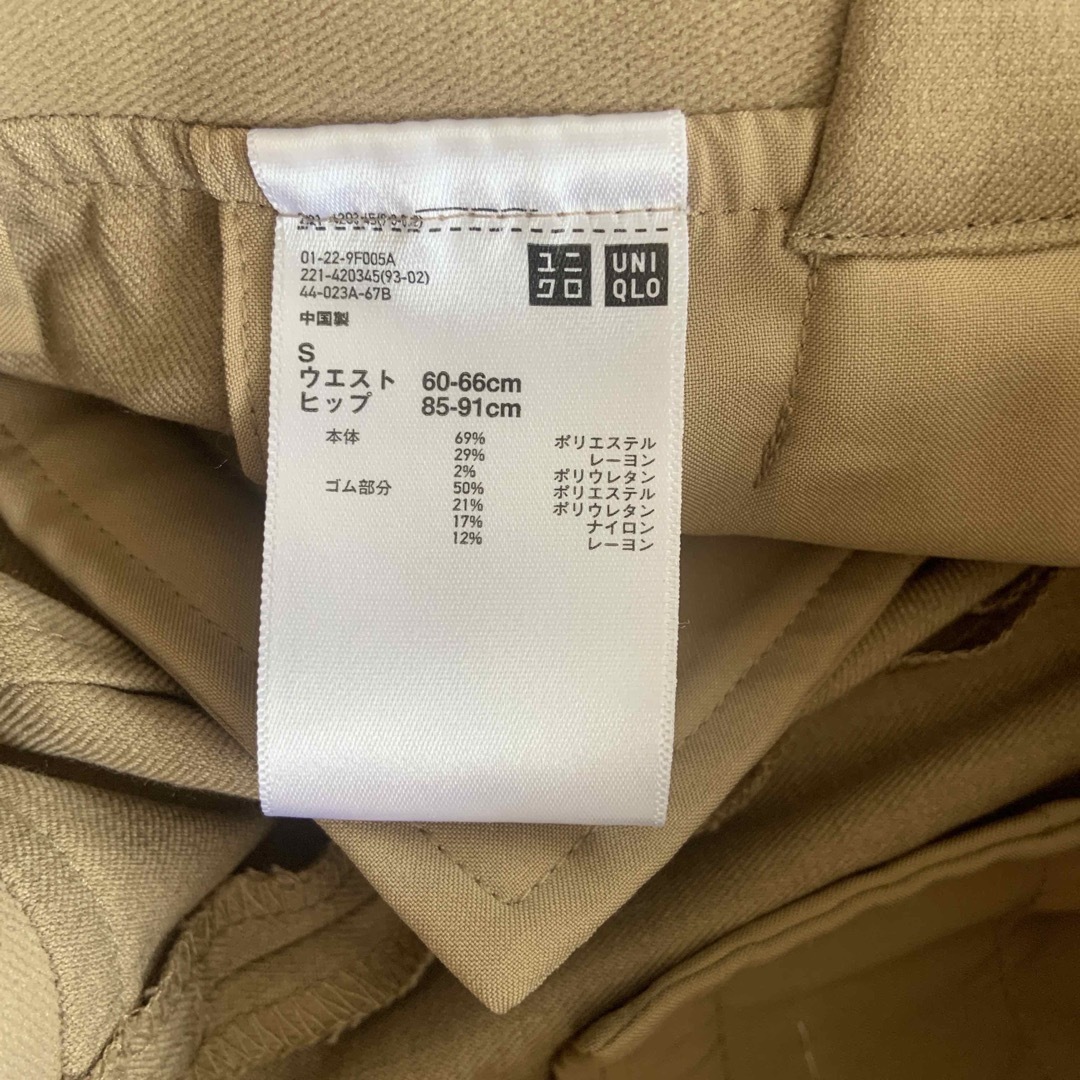 221-420345(93-02)
01-22-9F005A
221-420345(93-02)
44-023A-67B
中国製
ユニ
クロ
UNI
QLO
S
ウエスト 60-66cm
ヒップ 85-91cm
本体 69% ポリエステル
29% レーヨン
2% ポリウレタン
ゴム部分 50% ポリエステル
21% ポリウレタン
17% ナイロン
12% レーヨン